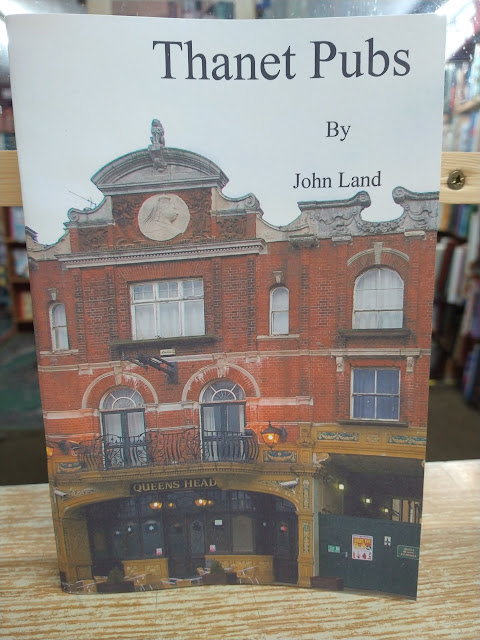 Thanet Pubs
By
John Land
QUEENS HEAD